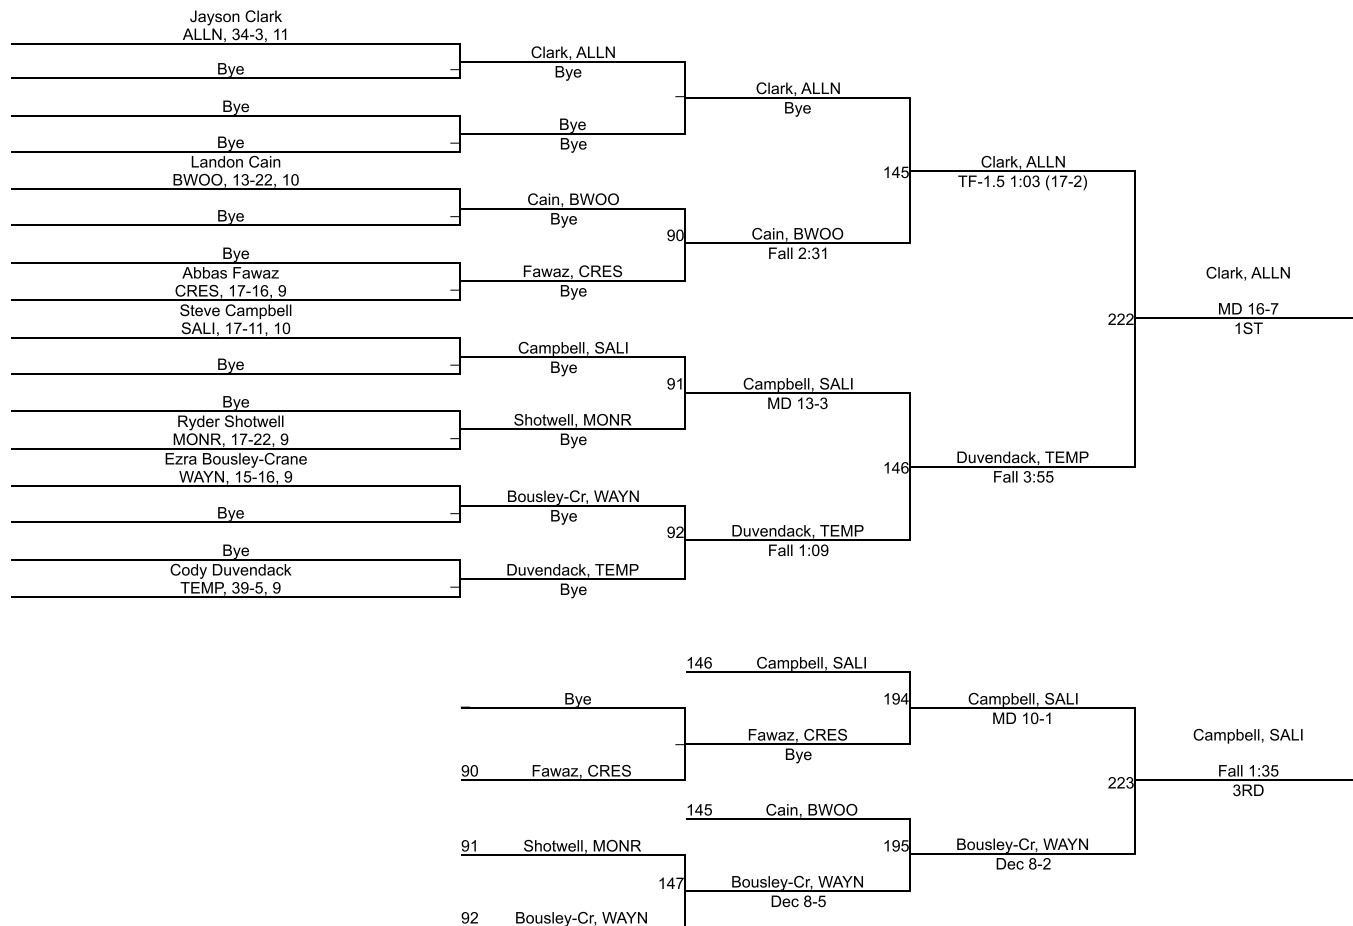 Jayson Clark
ALLN, 34-3, 11
Clark, ALLN
Bye
Bye
Clark, ALLN
Bye
Bye
Bye
Bye
Bye
Landon Cain
BWOO, 13-22, 10
145
Clark, ALLN
TF-1.5 1:03 (17-2)
Cain, BWOO
Bye
Bye
90
Cain, BWOO
Fall 2:31
Bye
Abbas Fawaz
CRES, 17-16, 9
Fawaz, CRES
Bye
Clark, ALLN
MD 16-7
1ST
222
Steve Campbell
SALI, 17-11, 10
Campbell, SALI
Bye
Bye
91
Campbell, SALI
MD 13-3
Bye
Ryder Shotwell
MONR, 17-22, 9
Shotwell, MONR
Bye
Ezra Bousley-Crane
WAYN, 15-16, 9
146
Duvendack, TEMP
Fall 3:55
Bousley-Cr, WAYN
Bye
Bye
92
Duvendack, TEMP
Fall 1:09
Bye
Cody Duvendack
TEMP, 39-5, 9
Duvendack, TEMP
Bye
146 Campbell, SALI
Bye
194
Campbell, SALI
MD 10-1
Fawaz, CRES
Bye
90 Fawaz, CRES
Campbell, SALI
Fall 1:35
3RD
223
145 Cain, BWOO
91 Shotwell, MONR
195
Bousley-Cr, WAYN
Dec 8-2
147
Bousley-Cr, WAYN
Dec 8-5
92 Bousley-Cr, WAYN